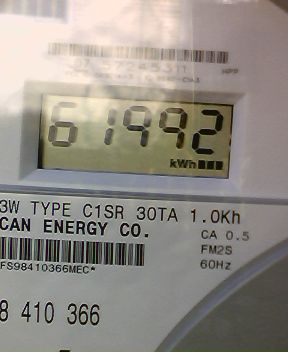 61992
kWh
3W TYPE C1SR 30TA 1.0Kh
CAN ENERGY CO.
CA 0.5
FM2S
FS98410366MEC*
60Hz
8 410 366